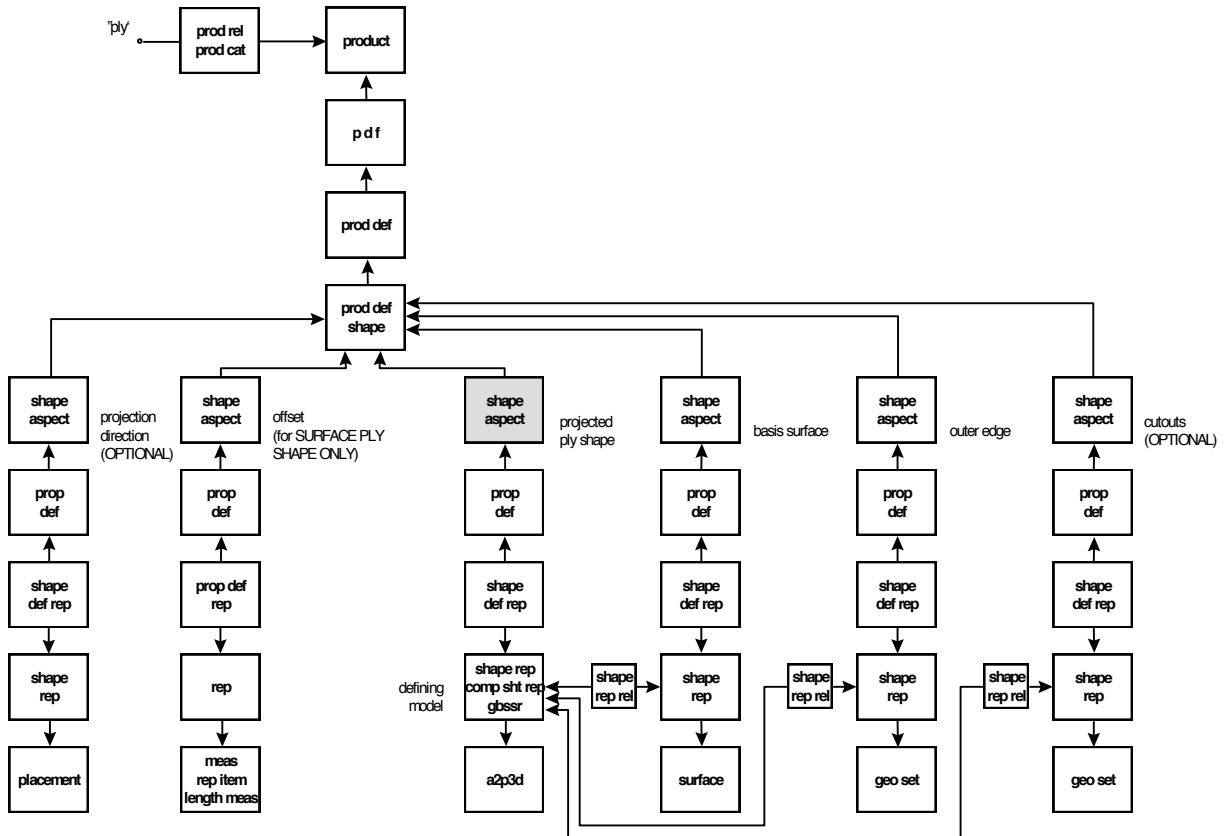 "ply"
prod rel
prod cat
product
p d f
prod def
prod def
shape
shape
aspect
projection
direction
(OPTIONAL)
shape
aspect
offset
(for SURFACE PLY
SHAPE ONLY)
shape
aspect
projected
ply shape
shape
aspect
basis surface
shape
aspect
outer edge
shape
aspect
cutouts
(OPTIONAL)
prop
def
prop
def
prop
def
prop
def
prop
def
prop
def
shape
def rep
prop def
rep
shape
def rep
shape
def rep
shape
def rep
shape
def rep
shape
rep
rep
defining
model
shape rep
comp sht rep
gbssr
shape
rep rel
shape
rep
shape
rep rel
shape
rep
shape
rep rel
shape
rep
placement
meas
rep item
length meas
a2p3d
surface
geo set
geo set